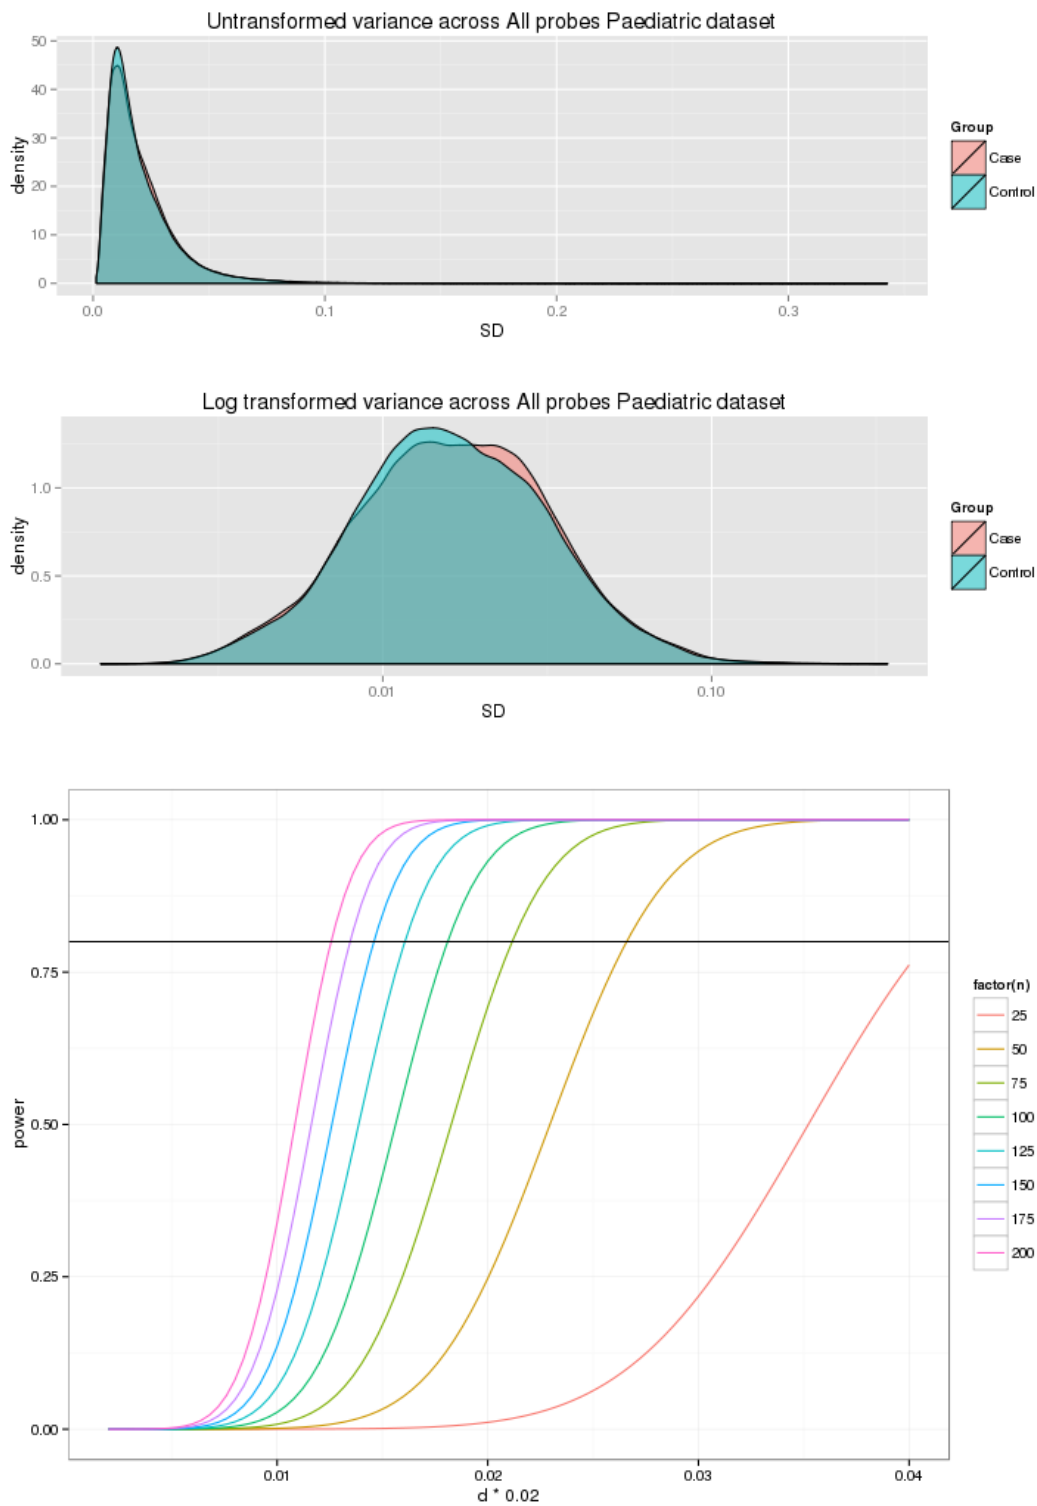 Untransformed variance across All probes Paediatric dataset
50
40
30
20
10
0
density
0.0
0.1
0.2
0.3
SD
Group
Case
Control
Log transformed variance across All probes Paediatric dataset
1.0
0.5
0.0
density
0.01
0.10
SD
Group
Case
Control
1.00
0.75
0.50
0.25
0.00
power
0.01
0.02
0.03
0.04
d * 0.02
factor(n)
25
50
75
100
125
150
175
200